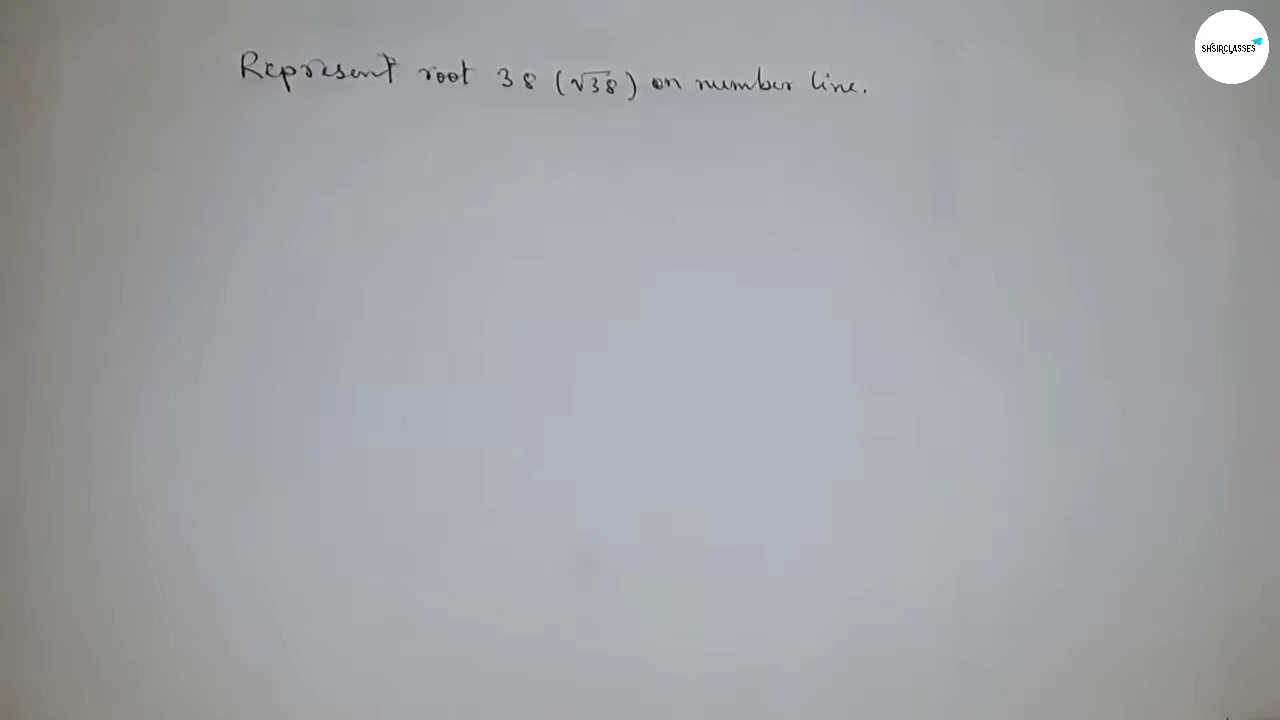 Represent root 38 (√38) on number line.
SHSIRCLASSES